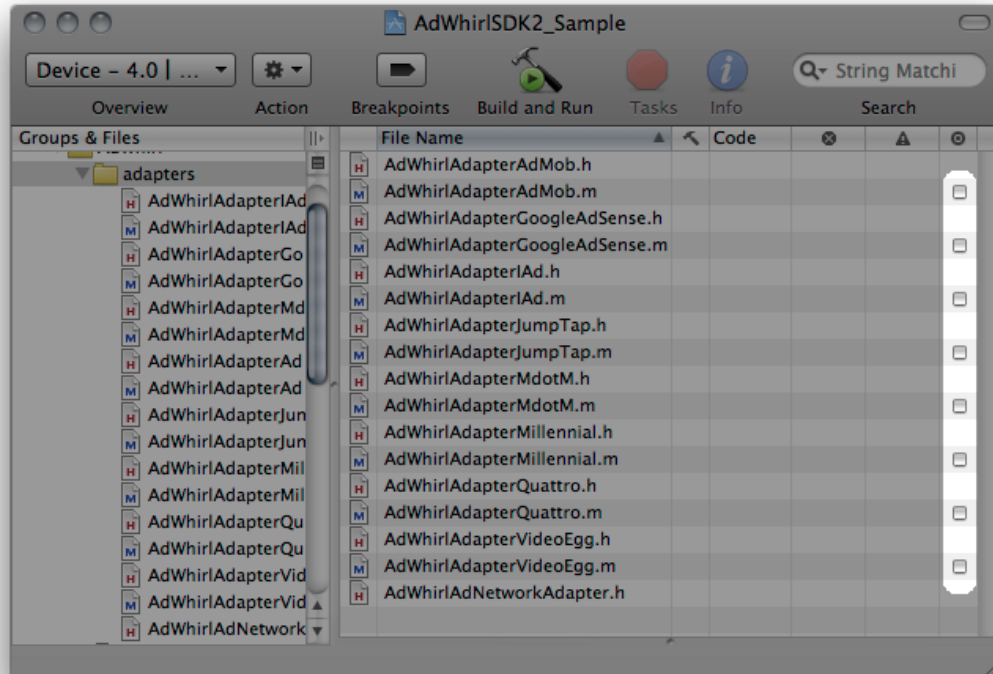 AdWhirlSDK2_Sample
Device - 4.0 | ...
String Matchi
Overview Action Breakpoints Build and Run Tasks Info Search
Groups & Files
adapters
AdWhirlAdapterIAd
AdWhirlAdapterIAd
AdWhirlAdapterGo
AdWhirlAdapterGo
AdWhirlAdapterMd
AdWhirlAdapterMd
AdWhirlAdapterAd
AdWhirlAdapterAd
AdWhirlAdapterJun
AdWhirlAdapterJun
AdWhirlAdapterMil
AdWhirlAdapterMil
AdWhirlAdapterQu
AdWhirlAdapterQu
AdWhirlAdapterVid
AdWhirlAdapterVid
AdWhirlAdNetwork
File Name Code
AdWhirlAdapterAdMob.h
AdWhirlAdapterAdMob.m
AdWhirlAdapterGoogleAdSense.h
AdWhirlAdapterGoogleAdSense.m
AdWhirlAdapterIAd.h
AdWhirlAdapterIAd.m
AdWhirlAdapterJumpTap.h
AdWhirlAdapterJumpTap.m
AdWhirlAdapterMdotM.h
AdWhirlAdapterMdotM.m
AdWhirlAdapterMillennial.h
AdWhirlAdapterMillennial.m
AdWhirlAdapterQuattro.h
AdWhirlAdapterQuattro.m
AdWhirlAdapterVideoEgg.h
AdWhirlAdapterVideoEgg.m
AdWhirlAdNetworkAdapter.h